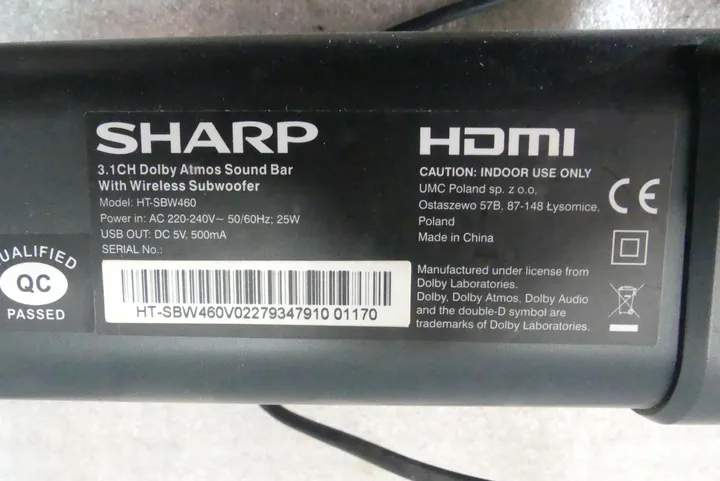 SHARP
3.1CH Dolby Atmos Sound Bar
With Wireless Subwoofer
Model: HT-SBW460
Power in: AC 220-240V~ 50/60Hz; 25W
USB OUT: DC 5V, 500mA
SERIAL No.:
HT-SBW460V02279347910 01170
HDMI
CAUTION: INDOOR USE ONLY
UMC Poland sp. z o.o.
Ostaszewo 57B, 87-148 Łysomice,
Poland
Made in China
CE
Manufactured under license from
Dolby Laboratories.
Dolby, Dolby Atmos, Dolby Audio
and the double-D symbol are
trademarks of Dolby Laboratories.
UALIFIED
QC
PASSED